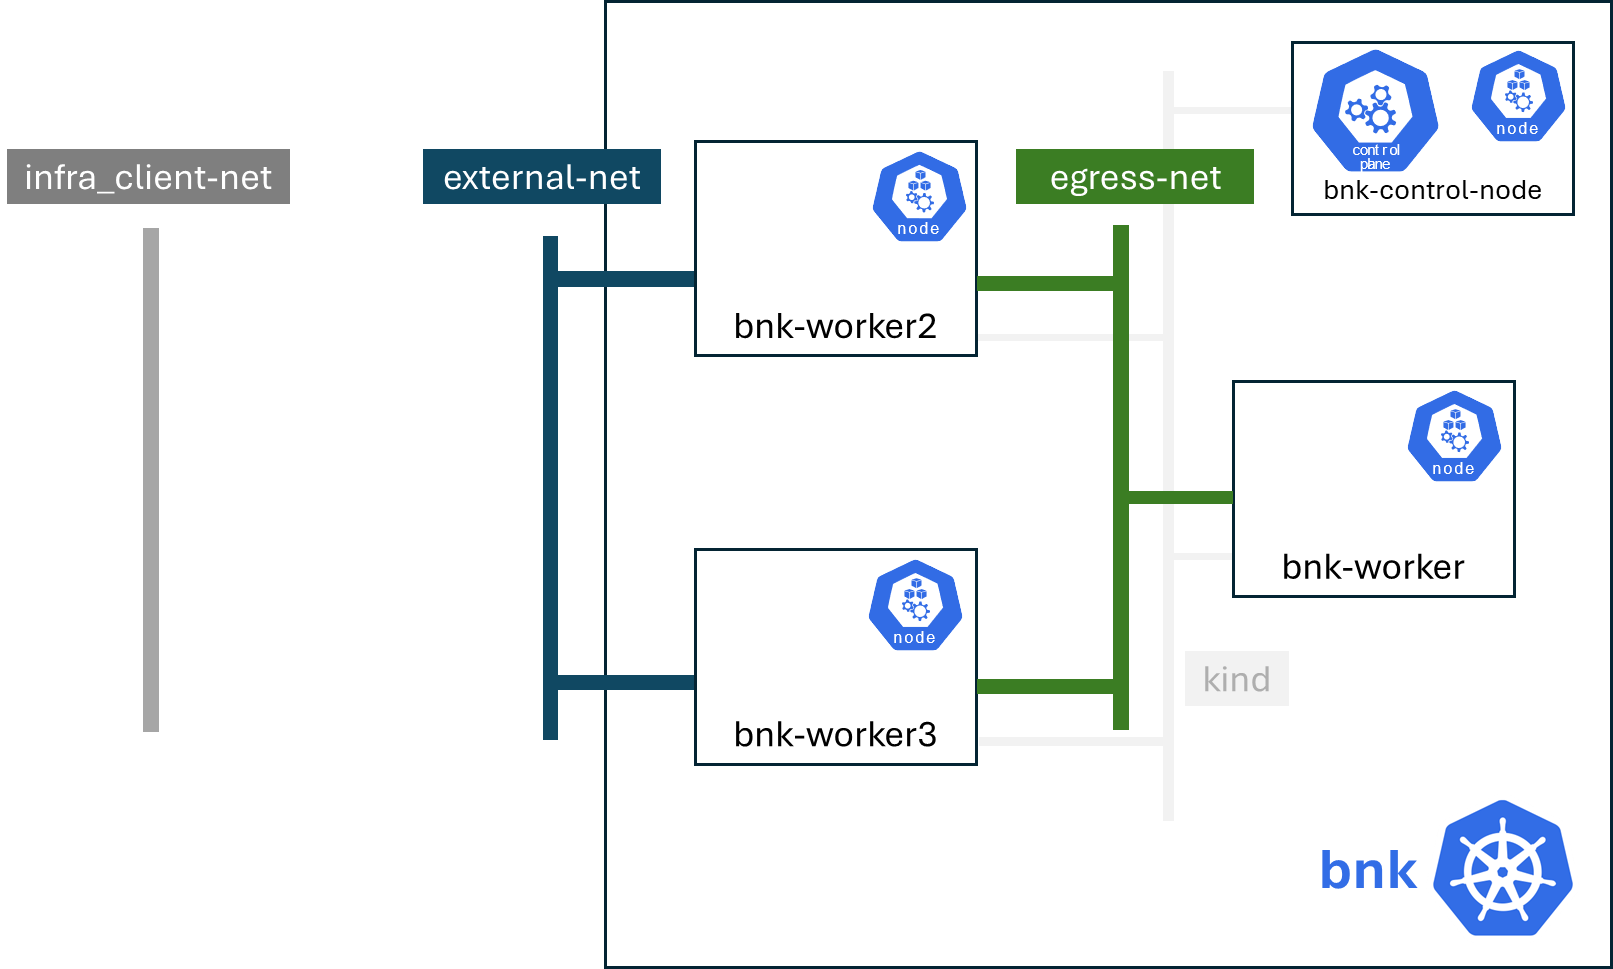 infra_client-net
external-net
egress-net
control
plane
node
bnk-control-node
node
bnk-worker2
node
bnk-worker
node
bnk-worker3
kind
bnk